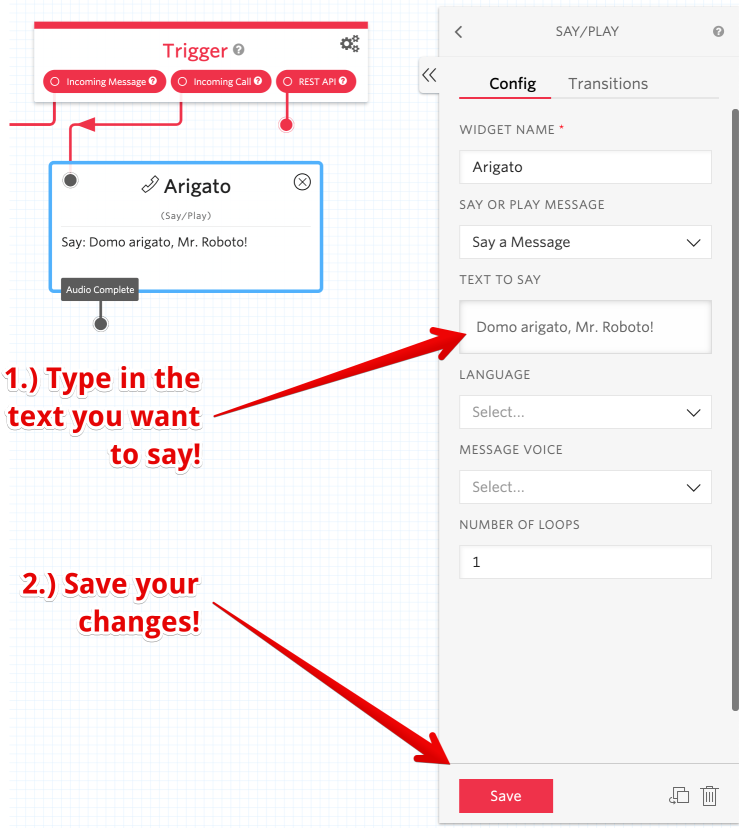 Trigger ?
Incoming Message ?
Incoming Call ?
REST API ?
Arigato
(Say/Play)
Say: Domo arigato, Mr. Roboto!
Audio Complete
1.) Type in the
text you want
to say!
2.) Save your
changes!
SAY/PLAY ?
Config Transitions
WIDGET NAME *
Arigato
SAY OR PLAY MESSAGE
Say a Message
TEXT TO SAY
Domo arigato, Mr. Roboto!
LANGUAGE
Select...
MESSAGE VOICE
Select...
NUMBER OF LOOPS
1
Save